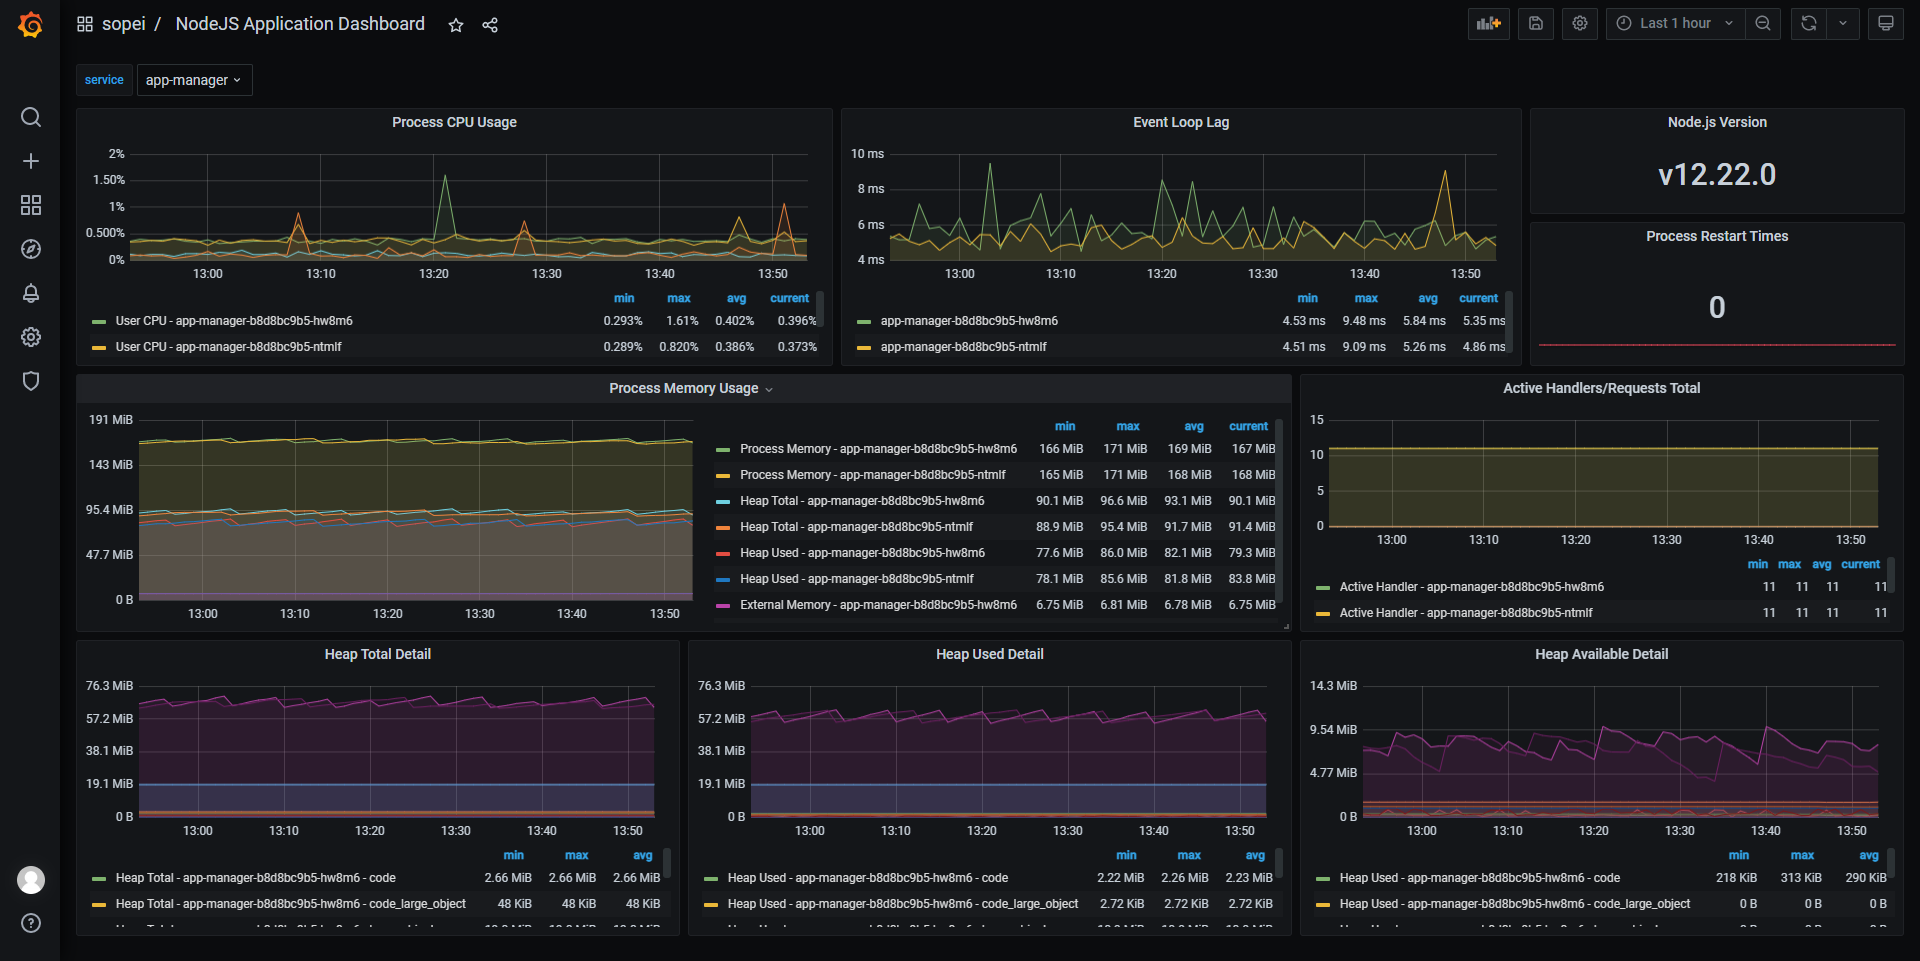 sopei / NodeJS Application Dashboard
Last 1 hour
service app-manager
Process CPU Usage
2%
1.50%
1%
0.500%
0%
13:00 13:10 13:20 13:30 13:40 13:50
min max avg current
User CPU - app-manager-b8d8bc9b5-hw8m6 0.293% 1.61% 0.402% 0.396%
User CPU - app-manager-b8d8bc9b5-ntmlf 0.289% 0.820% 0.386% 0.373%
Event Loop Lag
10 ms
8 ms
6 ms
4 ms
13:00 13:10 13:20 13:30 13:40 13:50
min max avg current
app-manager-b8d8bc9b5-hw8m6 4.53 ms 9.48 ms 5.84 ms 5.35 ms
app-manager-b8d8bc9b5-ntmlf 4.51 ms 9.09 ms 5.26 ms 4.86 ms
Node.js Version
v12.22.0
Process Restart Times
0
Process Memory Usage
191 MiB
143 MiB
95.4 MiB
47.7 MiB
0 B
13:00 13:10 13:20 13:30 13:40 13:50
min max avg current
Process Memory - app-manager-b8d8bc9b5-hw8m6 166 MiB 171 MiB 169 MiB 167 MiB
Process Memory - app-manager-b8d8bc9b5-ntmlf 165 MiB 171 MiB 168 MiB 168 MiB
Heap Total - app-manager-b8d8bc9b5-hw8m6 90.1 MiB 96.6 MiB 93.1 MiB 90.1 MiB
Heap Total - app-manager-b8d8bc9b5-ntmlf 88.9 MiB 95.4 MiB 91.7 MiB 91.4 MiB
Heap Used - app-manager-b8d8bc9b5-hw8m6 77.6 MiB 86.0 MiB 82.1 MiB 79.3 MiB
Heap Used - app-manager-b8d8bc9b5-ntmlf 78.1 MiB 85.6 MiB 81.8 MiB 83.8 MiB
External Memory - app-manager-b8d8bc9b5-hw8m6 6.75 MiB 6.81 MiB 6.78 MiB 6.75 MiB
Active Handlers/Requests Total
15
10
5
0
13:00 13:10 13:20 13:30 13:40 13:50
min max avg current
Active Handler - app-manager-b8d8bc9b5-hw8m6 11 11 11 11
Active Handler - app-manager-b8d8bc9b5-ntmlf 11 11 11 11
Heap Total Detail
76.3 MiB
57.2 MiB
38.1 MiB
19.1 MiB
0 B
13:00 13:10 13:20 13:30 13:40 13:50
min max avg
Heap Total - app-manager-b8d8bc9b5-hw8m6 - code 2.66 MiB 2.66 MiB 2.66 MiB
Heap Total - app-manager-b8d8bc9b5-hw8m6 - code_large_object 48 KiB 48 KiB 48 KiB
Heap Used Detail
76.3 MiB
57.2 MiB
38.1 MiB
19.1 MiB
0 B
13:00 13:10 13:20 13:30 13:40 13:50
min max avg
Heap Used - app-manager-b8d8bc9b5-hw8m6 - code 2.22 MiB 2.26 MiB 2.23 MiB
Heap Used - app-manager-b8d8bc9b5-hw8m6 - code_large_object 2.72 KiB 2.72 KiB 2.72 KiB
Heap Available Detail
14.3 MiB
9.54 MiB
4.77 MiB
0 B
13:00 13:10 13:20 13:30 13:40 13:50
min max avg
Heap Used - app-manager-b8d8bc9b5-hw8m6 - code 218 KiB 313 KiB 290 KiB
Heap Used - app-manager-b8d8bc9b5-hw8m6 - code_large_object 0 B 0 B 0 B